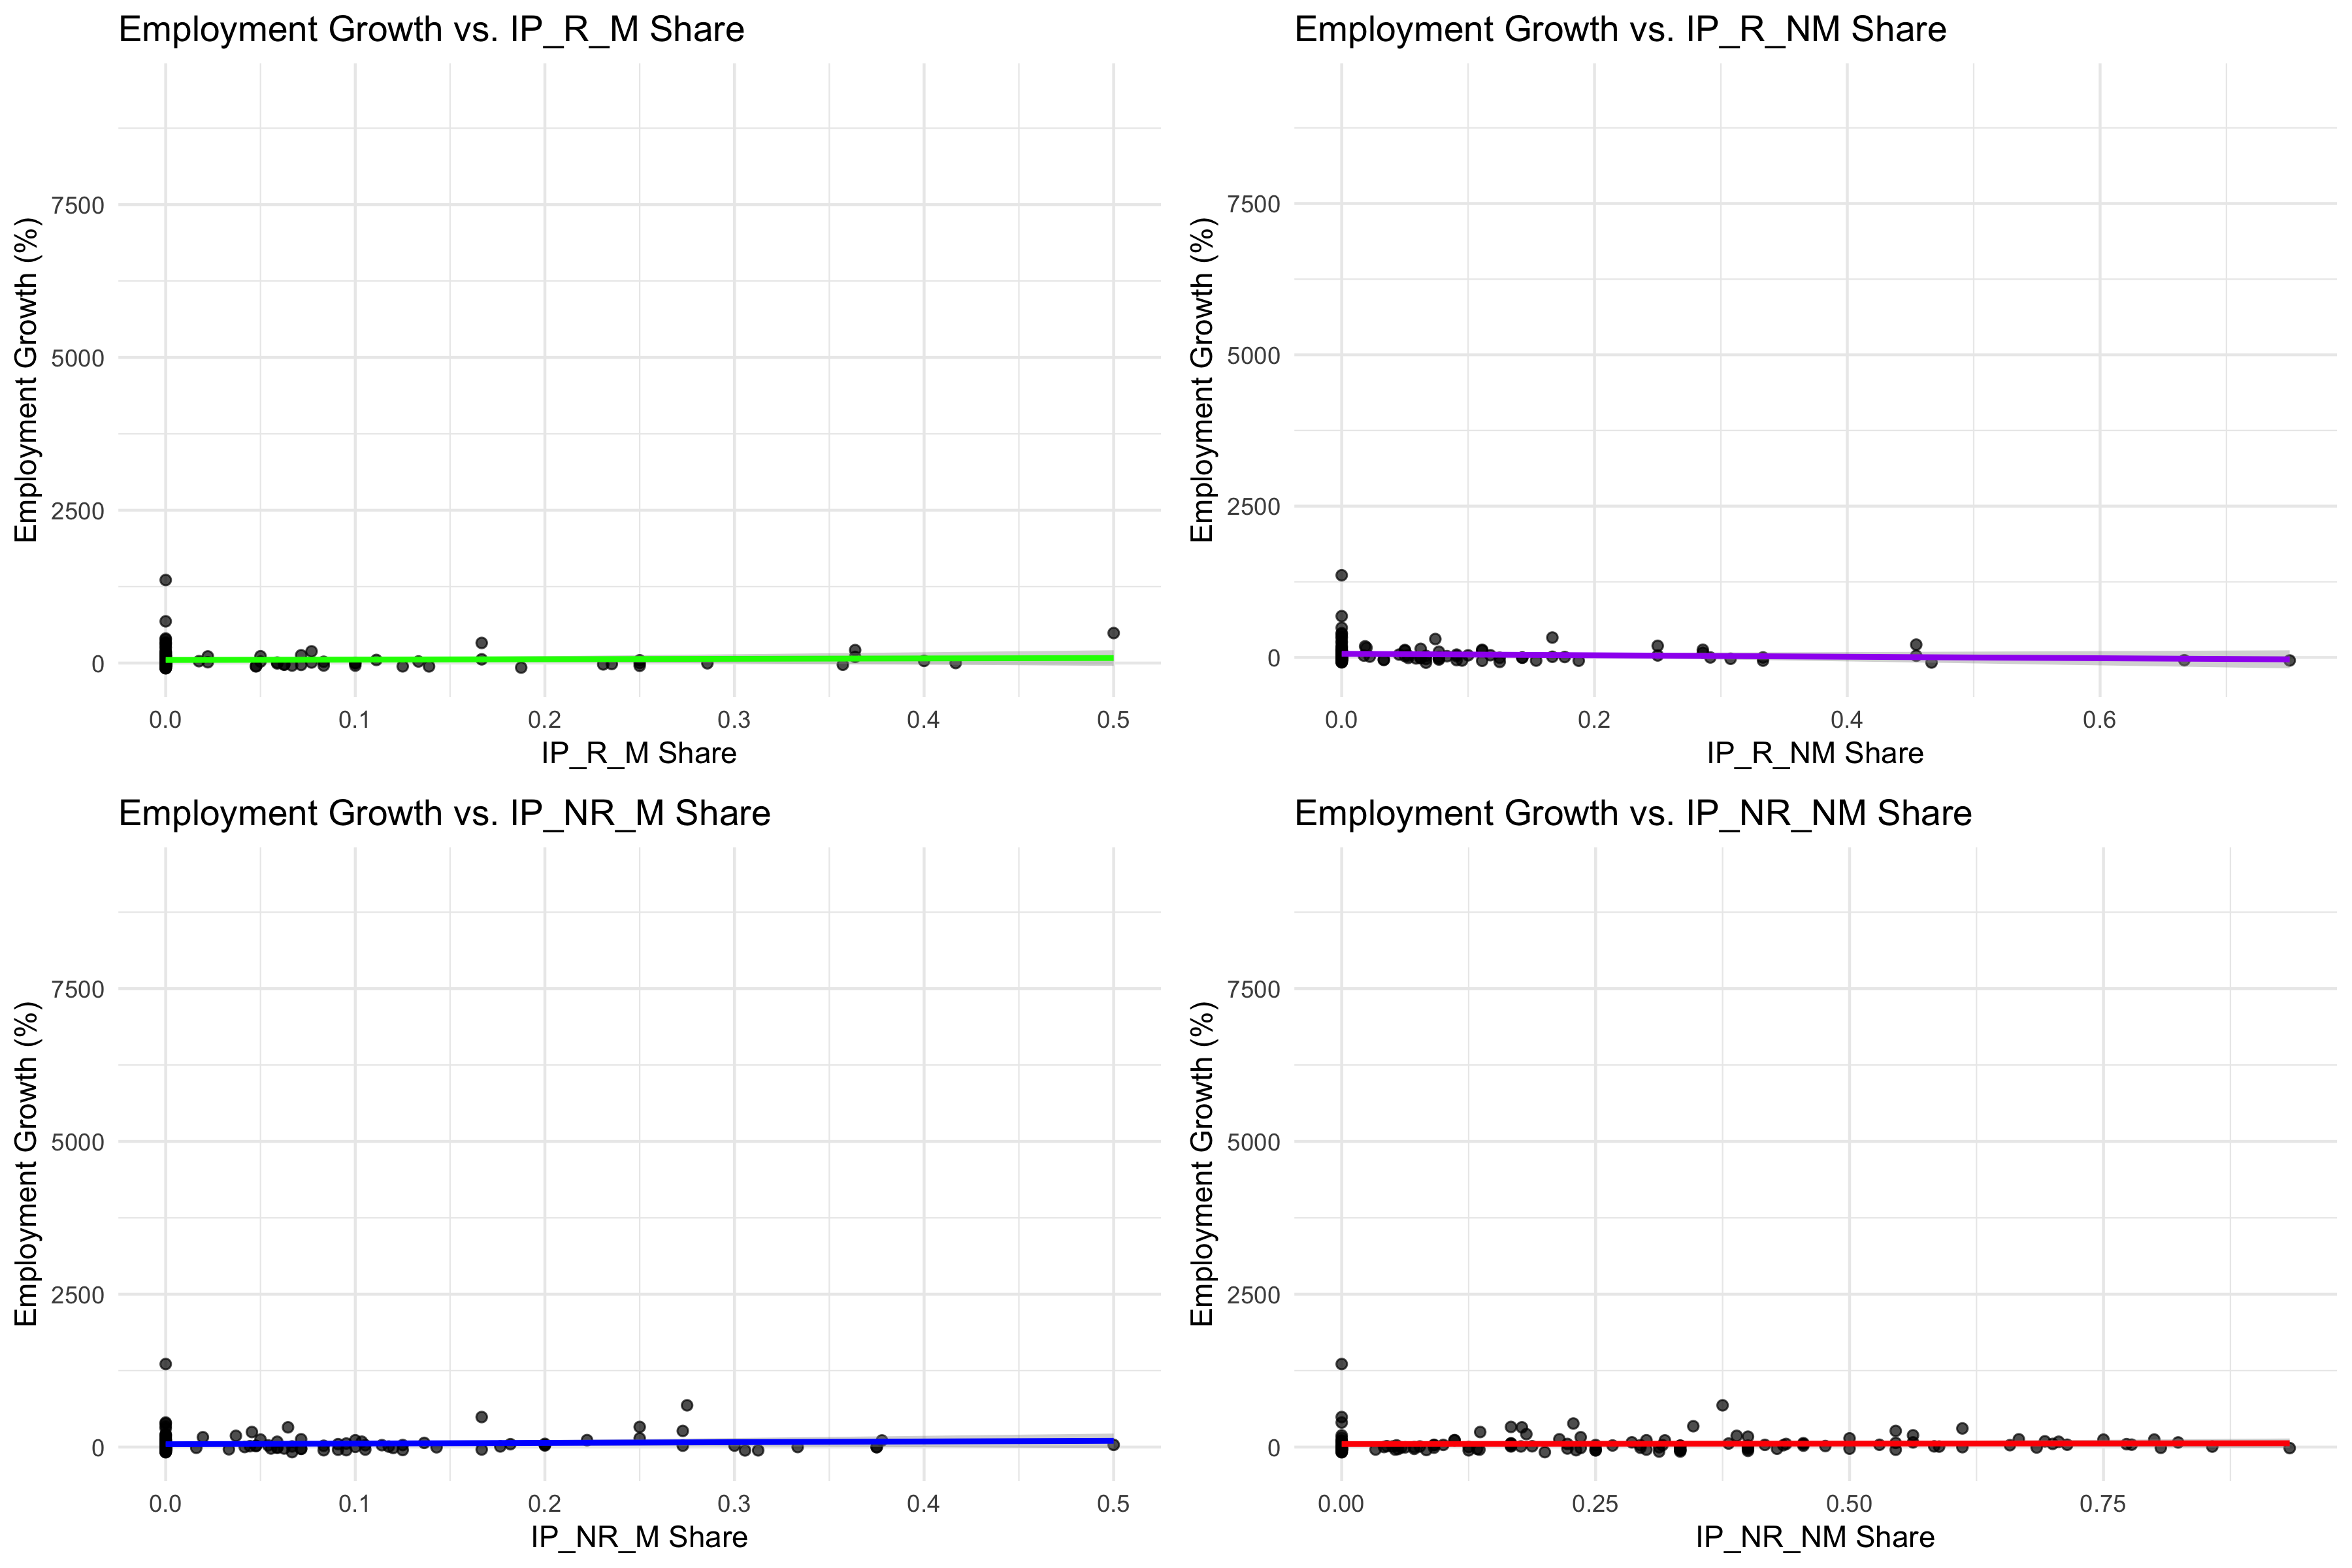 Employment Growth vs. IP_R_M Share
Employment Growth (%)
7500
5000
2500
0
0.0 0.1 0.2 0.3 0.4 0.5
IP_R_M Share
Employment Growth vs. IP_R_NM Share
Employment Growth (%)
7500
5000
2500
0
0.0 0.2 0.4 0.6
IP_R_NM Share
Employment Growth vs. IP_NR_M Share
Employment Growth (%)
7500
5000
2500
0
0.0 0.1 0.2 0.3 0.4 0.5
IP_NR_M Share
Employment Growth vs. IP_NR_NM Share
Employment Growth (%)
7500
5000
2500
0
0.00 0.25 0.50 0.75
IP_NR_NM Share